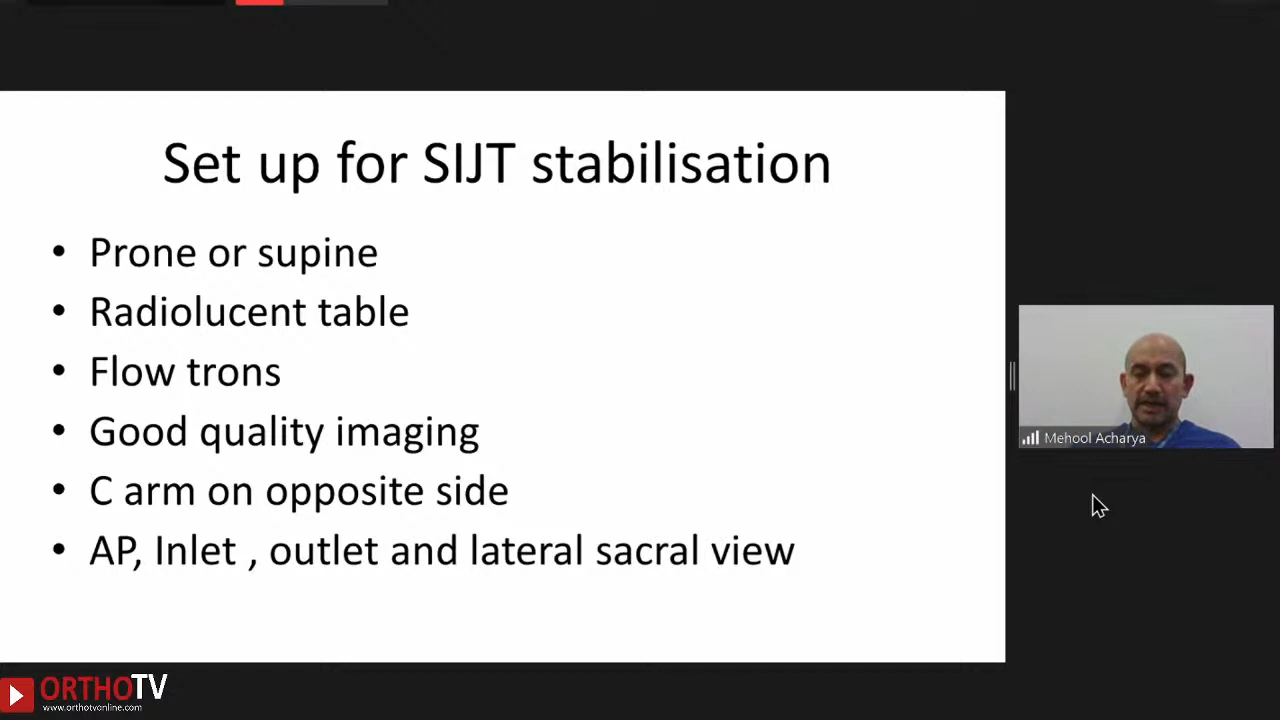 Set up for SIJT stabilisation
• Prone or supine
• Radiolucent table
• Flow trons
• Good quality imaging
• C arm on opposite side
• AP, Inlet , outlet and lateral sacral view
Mehool Acharya
ORTHOTV
www.orthotvonline.com